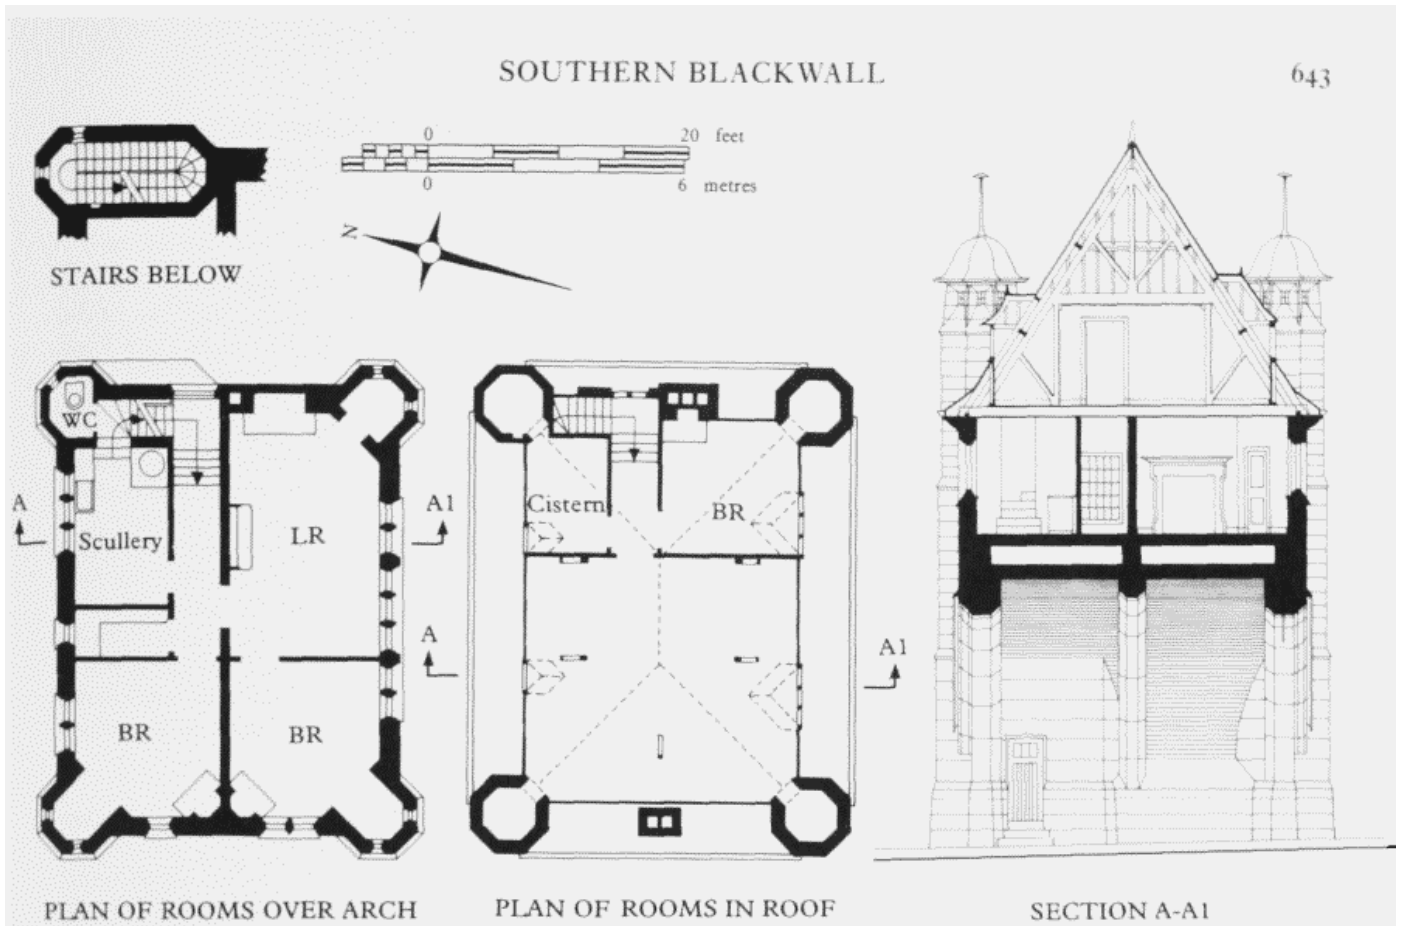 SOUTHERN BLACKWALL
643
0 20 feet
0 6 metres
N
STAIRS BELOW
WC
A
A1
Scullery
LR
BR
BR
Cistern
BR
A
A1
PLAN OF ROOMS OVER ARCH
PLAN OF ROOMS IN ROOF
SECTION A-A1